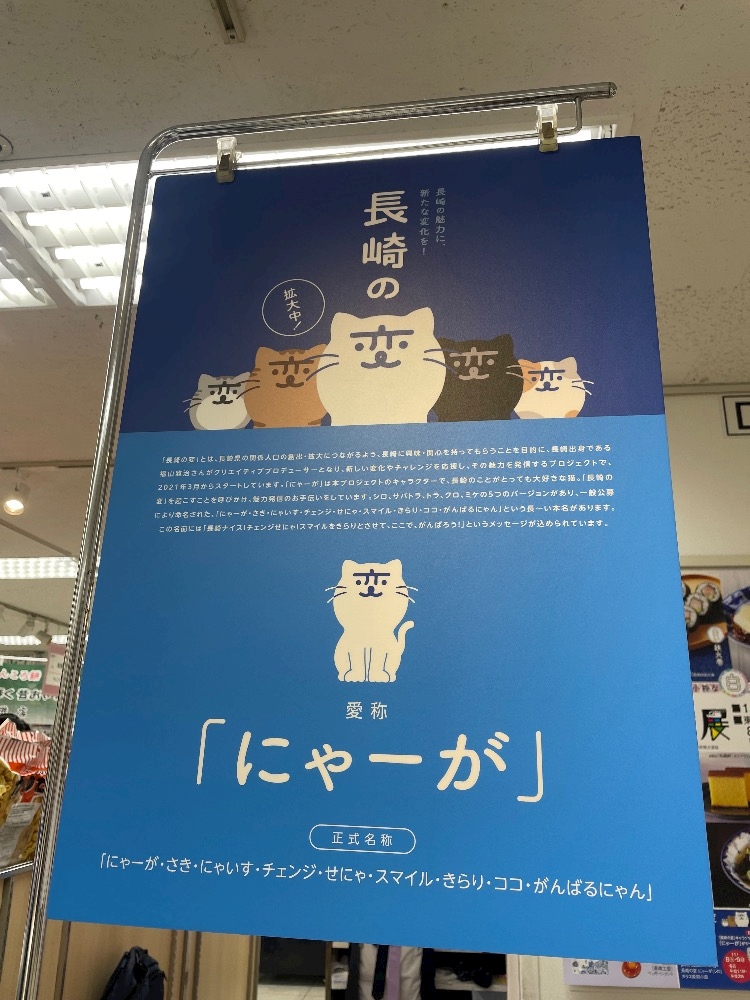 長崎の魅力に、
新たな変化を!
長崎の
変
拡大中!
「長崎の変」とは、長崎県の関係人口の創出・拡大につながるよう、長崎に興味・関心を持ってもらうことを目的に、長崎出身である
福山雅治さんがクリエイティブプロデューサーとなり、新しい変化やチャレンジを応援し、その魅力を発信するプロジェクトで、
2021年3月からスタートしています。「にゃーが」は本プロジェクトのキャラクターで、長崎のことがとっても大好きな猫。「長崎の
変」を起こすことを呼びかけ、魅力発信のお手伝いをしています。シロ、サバトラ、トラ、クロ、ミケの5つのバージョンがあり、一般公募
により命名された、「にゃーが・さき・にゃいす・チェンジ・せにゃ・スマイル・きらり・ココ・がんばるにゃん」という長〜い本名があります。
この名前には「長崎ナイス!チェンジせにゃ!スマイルをきらりとさせて、ここで、がんばろう!」というメッセージが込められています。
変
愛称
「にゃーが」
正式名称
「にゃーが・さき・にゃいす・チェンジ・せにゃ・スマイル・きらり・ココ・がんばるにゃん」
鉄火巻
展